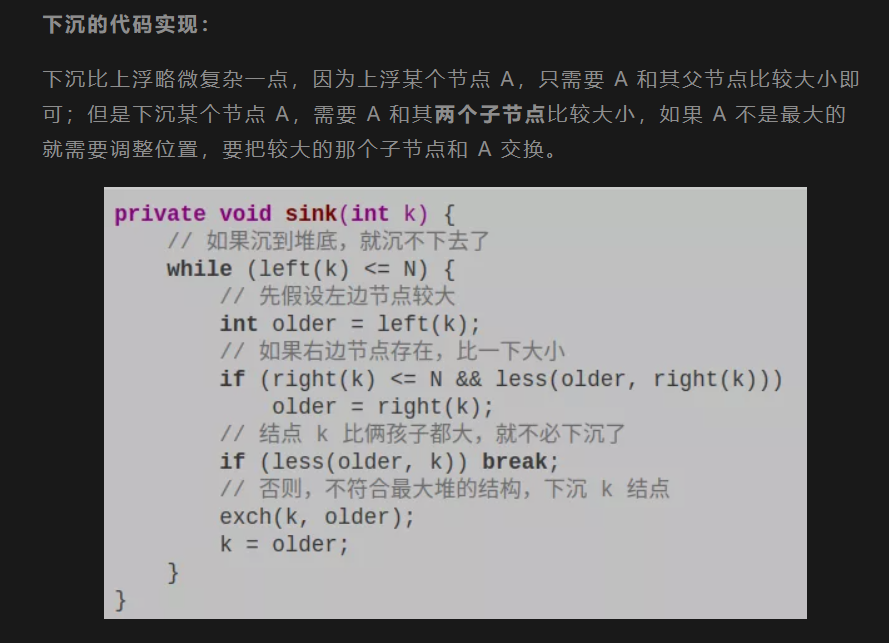 下沉的代码实现：
下沉比上浮略微复杂一点，因为上浮某个节点 A，只需要 A 和其父节点比较大小即
可；但是下沉某个节点 A，需要 A 和其两个子节点比较大小，如果 A 不是最大的
就需要调整位置，要把较大的那个子节点和 A 交换。
private void sink(int k) {
    // 如果沉到堆底，就沉不下去了
    while (left(k) <= N) {
        // 先假设左边节点较大
        int older = left(k);
        // 如果右边节点存在，比一下大小
        if (right(k) <= N && less(older, right(k)))
            older = right(k);
        // 结点 k 比俩孩子都大，就不必下沉了
        if (less(older, k)) break;
        // 否则，不符合最大堆的结构，下沉 k 结点
        exch(k, older);
        k = older;
    }
}